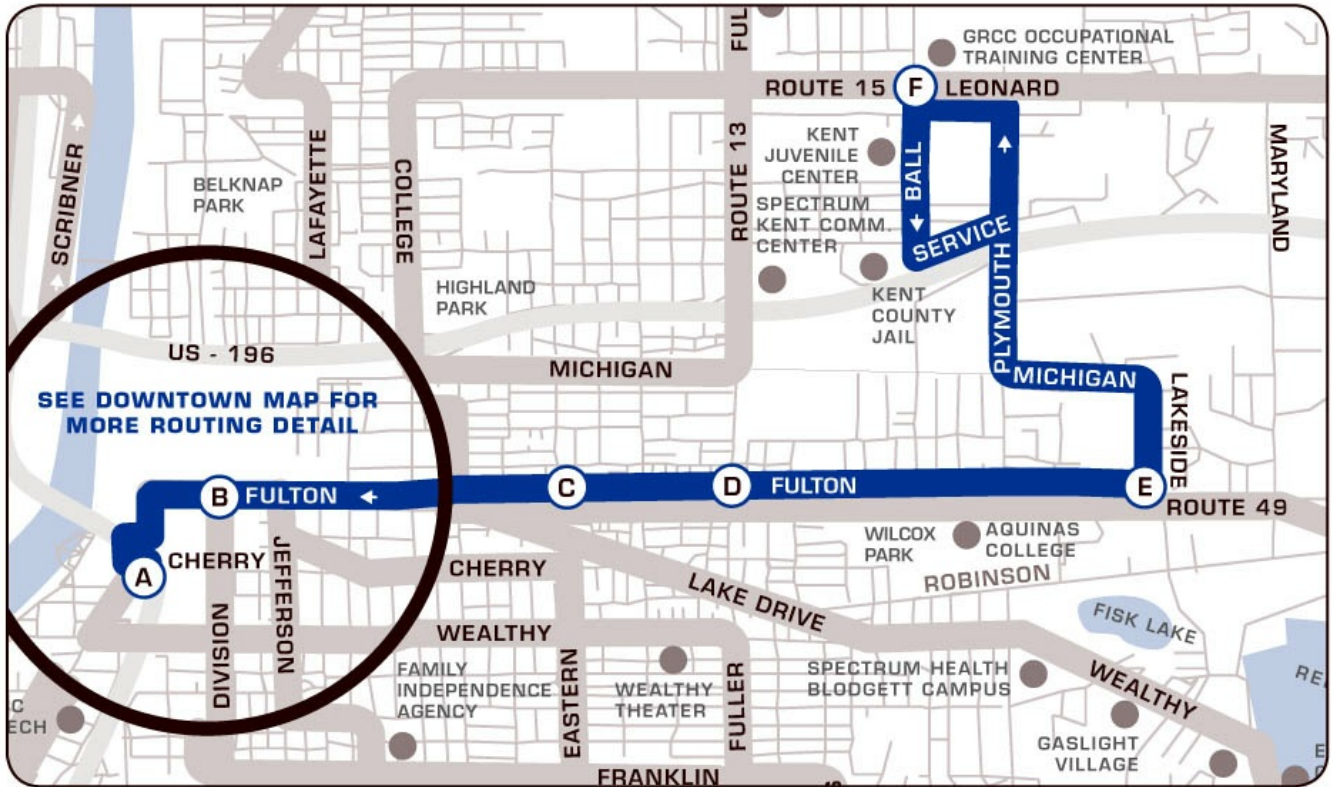 FUL
GRCC OCCUPATIONAL
TRAINING CENTER
ROUTE 15
F
LEONARD
KENT
JUVENILE
CENTER
BALL
ROUTE 13
MARYLAND
SCRIBNER
LAFAYETTE
COLLEGE
BELKNAP
PARK
SPECTRUM
KENT COMM.
CENTER
SERVICE
PLYMOUTH
HIGHLAND
PARK
KENT
COUNTY
JAIL
US - 196
MICHIGAN
MICHIGAN
LAKESIDE
SEE DOWNTOWN MAP FOR
MORE ROUTING DETAIL
B
FULTON
C
D
FULTON
E
ROUTE 49
WILCOX
PARK
AQUINAS
COLLEGE
A
CHERRY
JEFFERSON
CHERRY
LAKE DRIVE
ROBINSON
FISK LAKE
DIVISION
WEALTHY
FAMILY
INDEPENDENCE
AGENCY
EASTERN
WEALTHY
THEATER
FULLER
SPECTRUM HEALTH
BLODGETT CAMPUS
WEALTHY
RE
C
ECH
GASLIGHT
VILLAGE
E
FRANKLIN